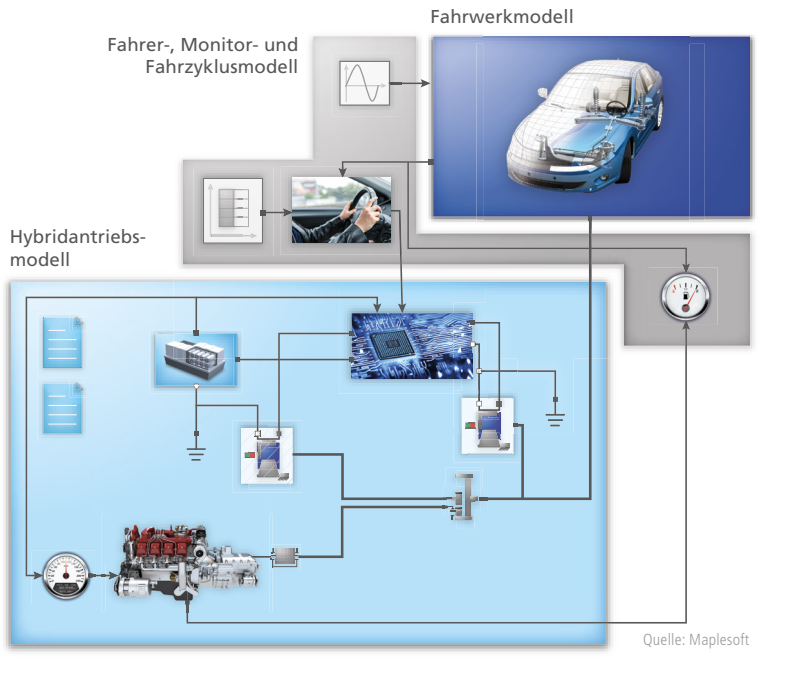 Fahrwerkmodell
Fahrer-, Monitor- und
Fahrzyklusmodell
Hybridantriebs-
modell
Quelle: Maplesoft